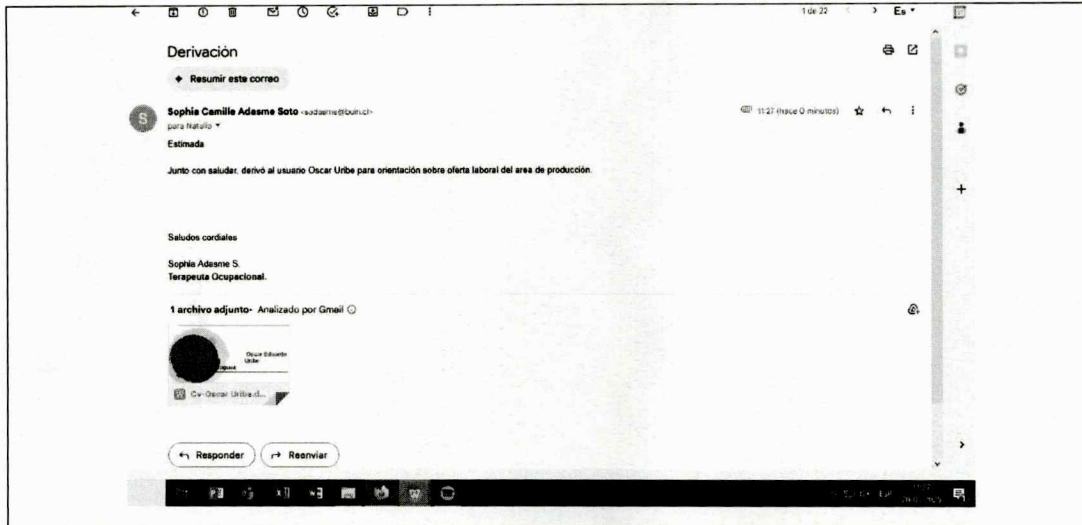 1 de 22
Es
Derivación
Resumir este correo
S
Sophia Camille Adasme Soto <sadasme@buin.cl>
11:27 (hace 0 minutos)
para Natalia
Estimada
Junto con saludar, derivó al usuario Oscar Uribe para orientación sobre oferta laboral del area de producción.
Saludos cordiales
Sophia Adasme S.
Terapeuta Ocupacional.
1 archivo adjunto• Analizado por Gmail
Oscar Eduardo
Uribe
W Cv-Oscar Uribe.d...
Responder
Reenviar